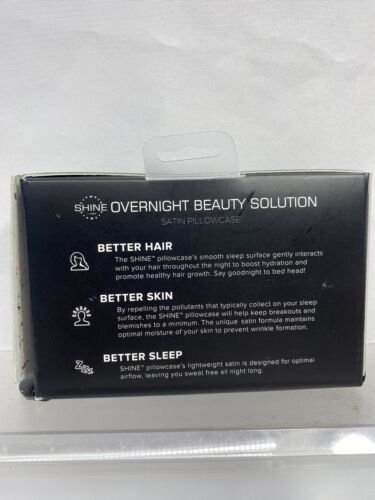 SHINE OVERNIGHT BEAUTY SOLUTION
SATIN PILLOWCASE
BETTER HAIR
The SHINE™ pillowcase's smooth sleep surface gently interacts
with your hair throughout the night to boost hydration and
promote healthy hair growth. Say goodnight to bed head!
BETTER SKIN
By repelling the pollutants that typically collect on your sleep
surface, the SHINE™ pillowcase will help keep breakouts and
blemishes to a minimum. The unique satin formula maintains
optimal moisture of your skin to prevent wrinkle formation.
BETTER SLEEP
SHINE™ pillowcase's lightweight satin is designed for optimal
airflow, leaving you sweat free all night long.